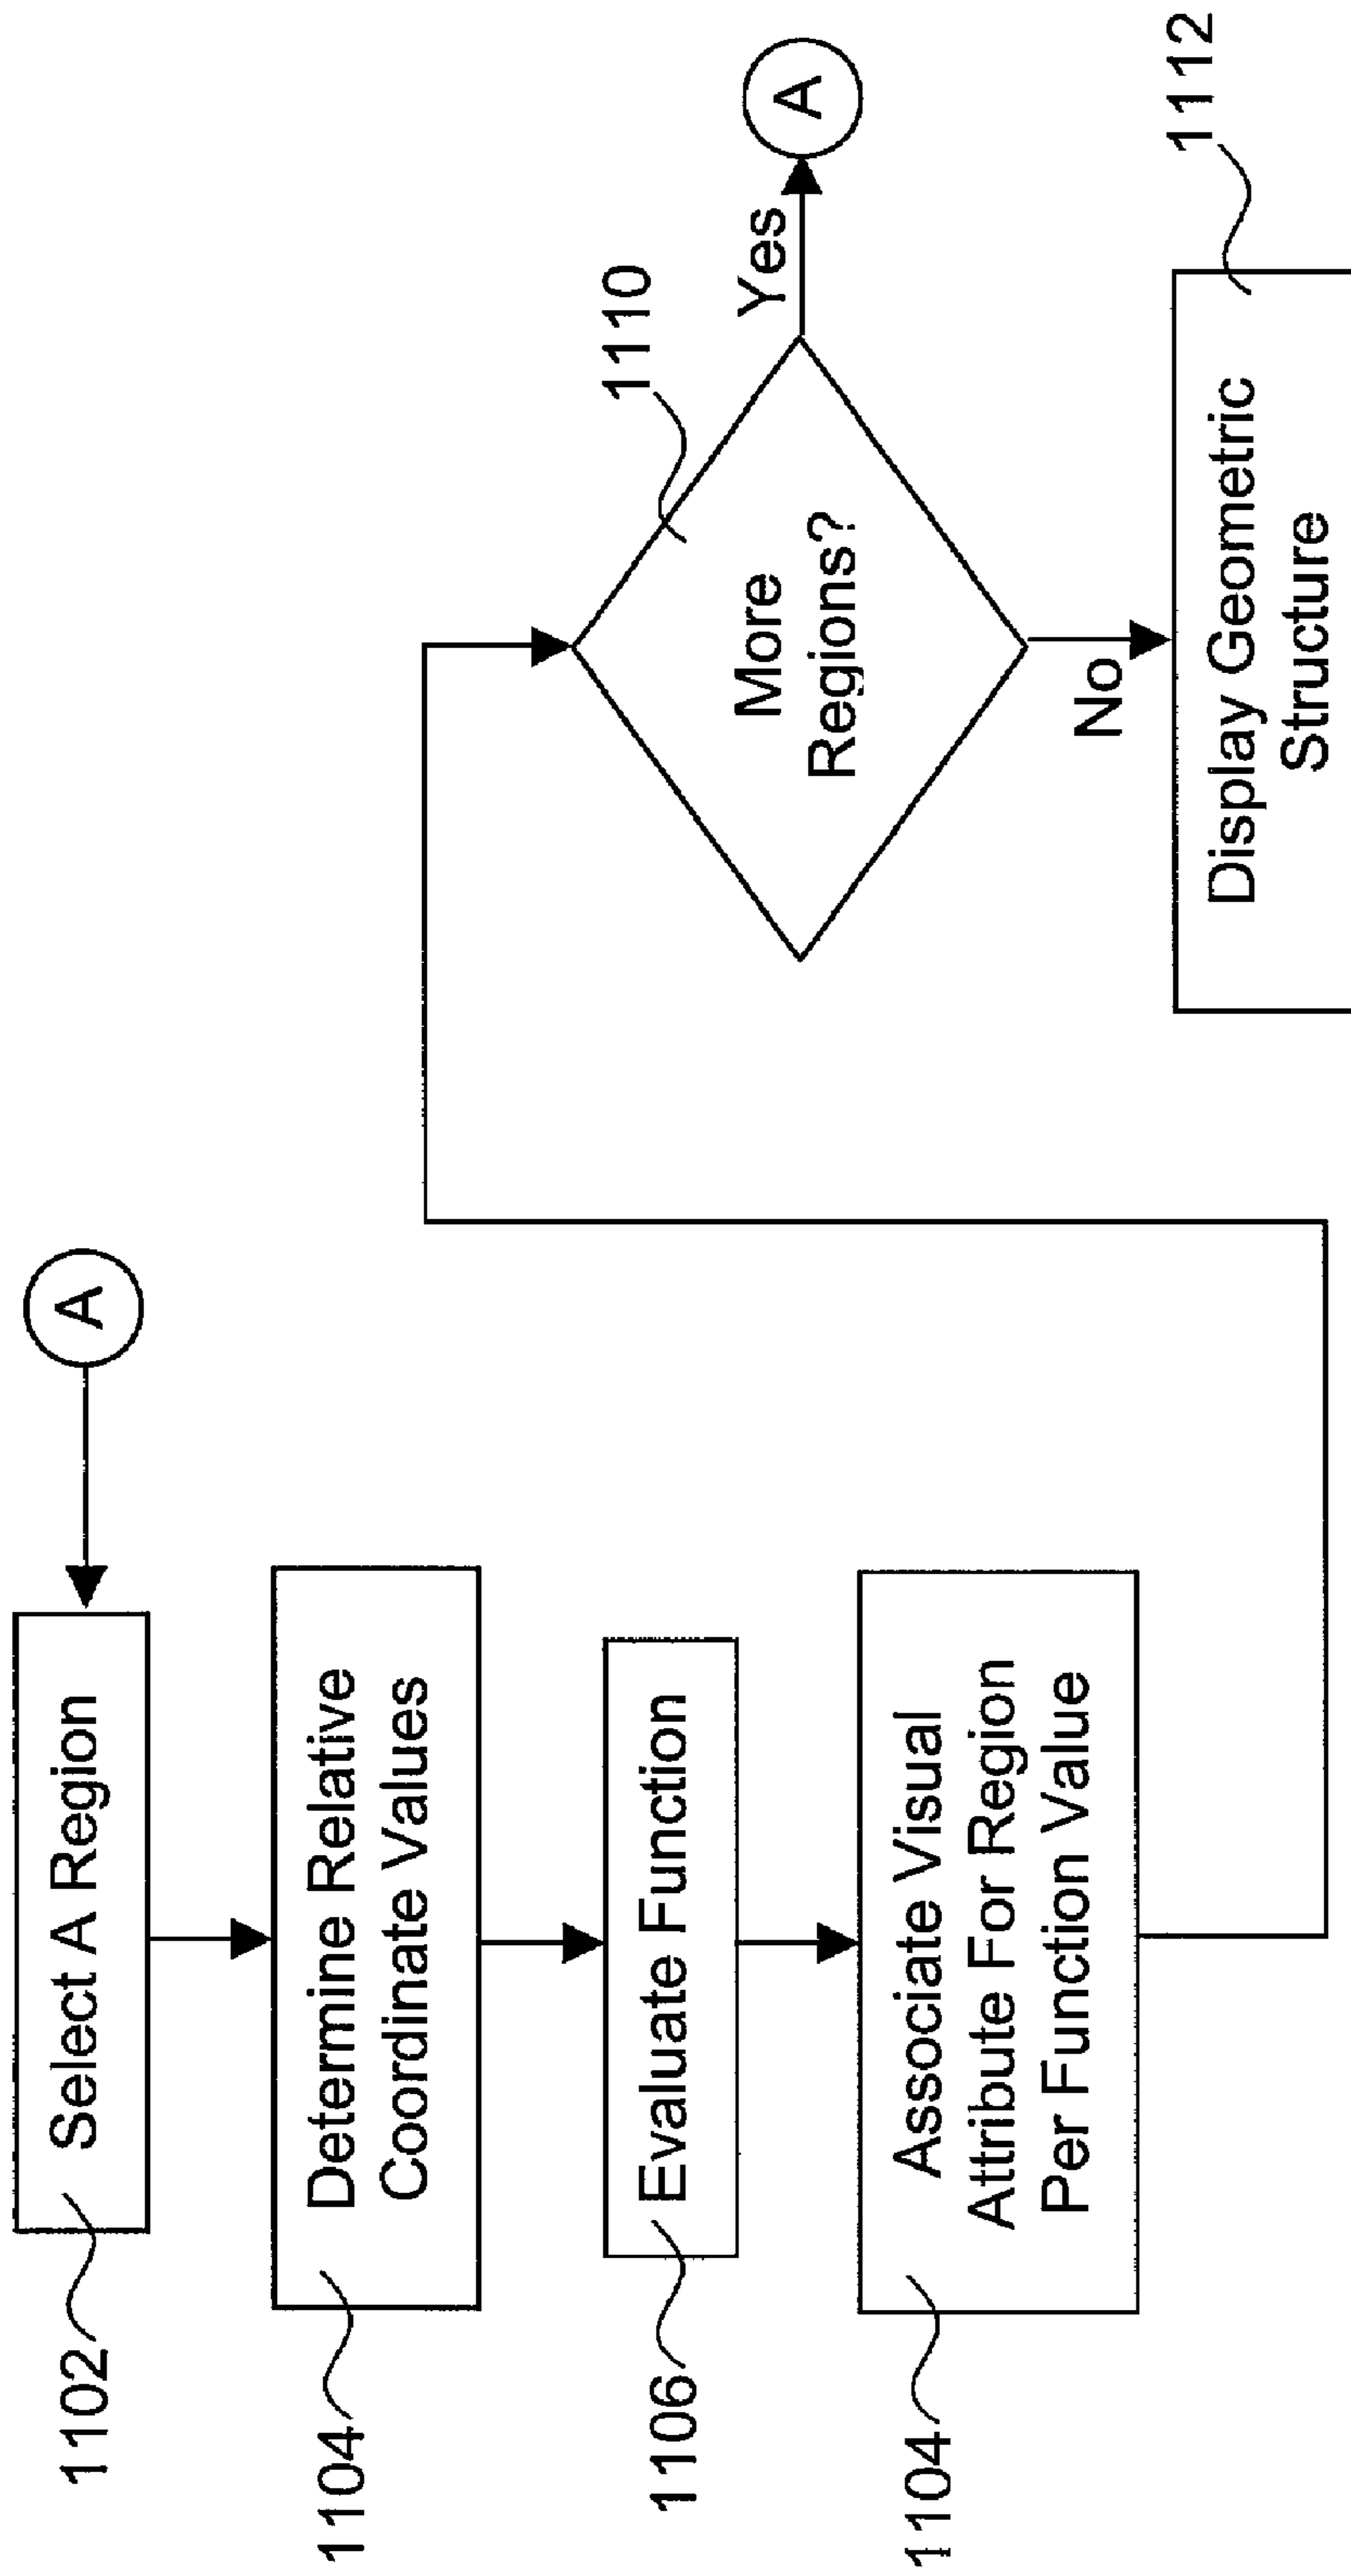 1102
Select A Region
A
1104
Determine Relative
Coordinate Values
1106
Evaluate Function
1104
Associate Visual
Attribute For Region
Per Function Value
1110
More
Regions?
Yes
A
No
1112
Display Geometric
Structure